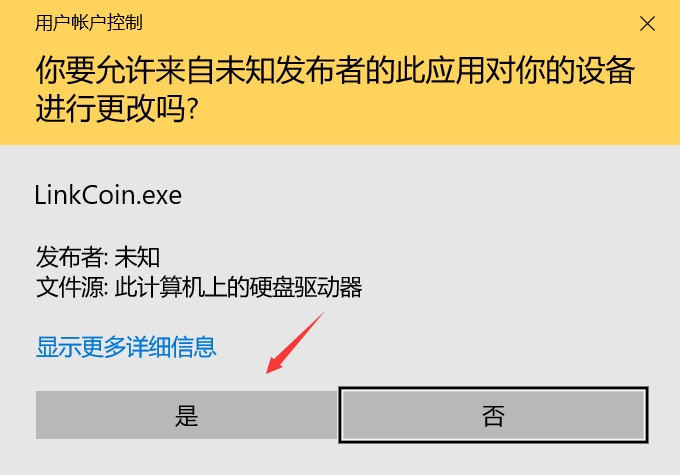 用户帐户控制
你要允许来自未知发布者的此应用对你的设备
进行更改吗?
LinkCoin.exe
发布者: 未知
文件源: 此计算机上的硬盘驱动器
显示更多详细信息
是
否